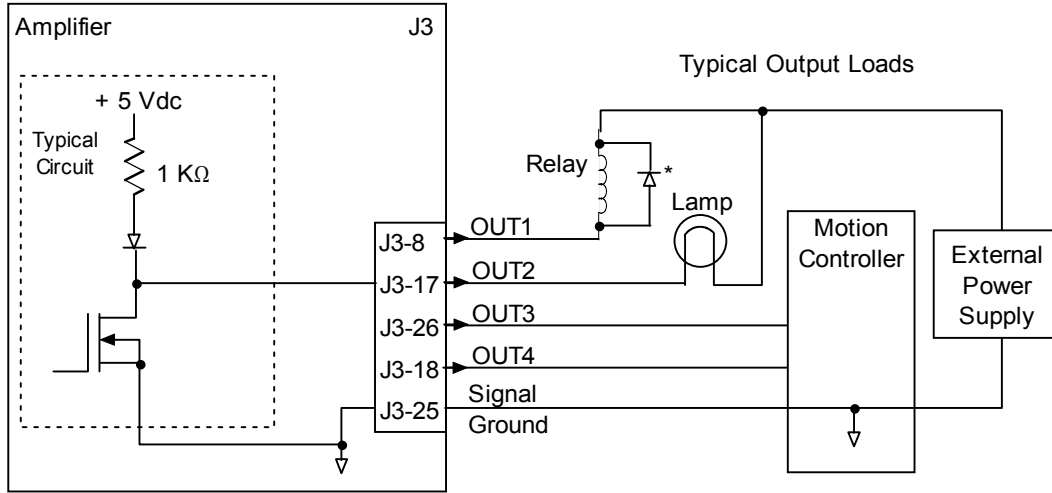 Amplifier
J3
Typical Output Loads
+ 5 Vdc
Typical
Circuit
1 KΩ
Relay
*
Lamp
J3-8
OUT1
J3-17
OUT2
J3-26
OUT3
J3-18
OUT4
J3-25
Signal
Ground
Motion
Controller
External
Power
Supply